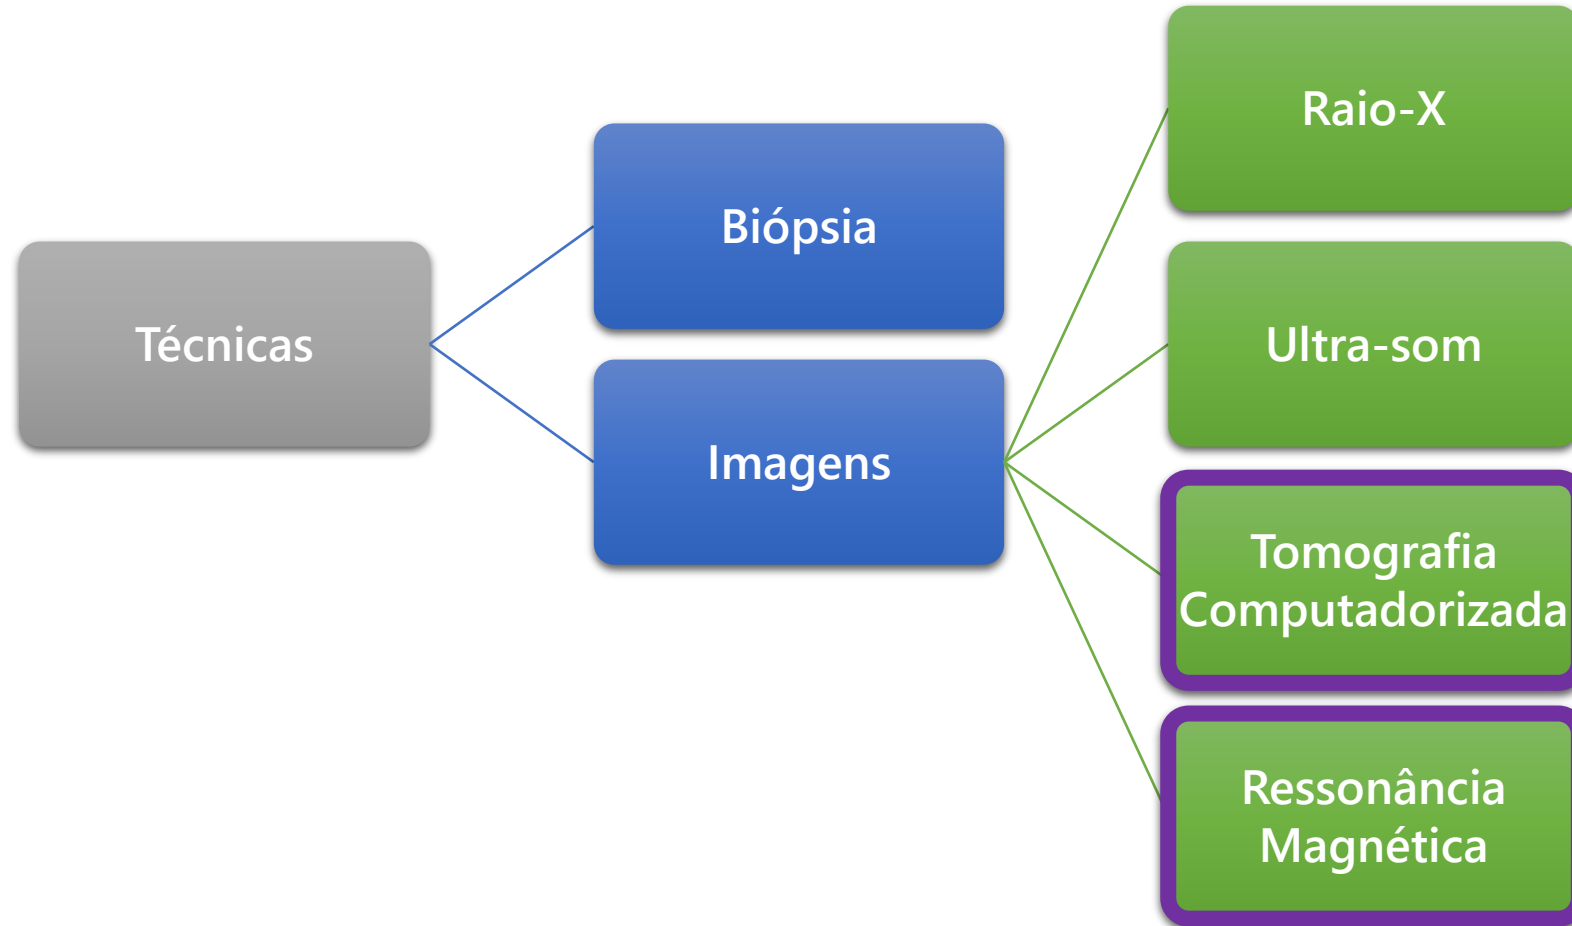 Técnicas
Biópsia
Imagens
Raio-X
Ultra-som
Tomografia
Computadorizada
Ressonância
Magnética